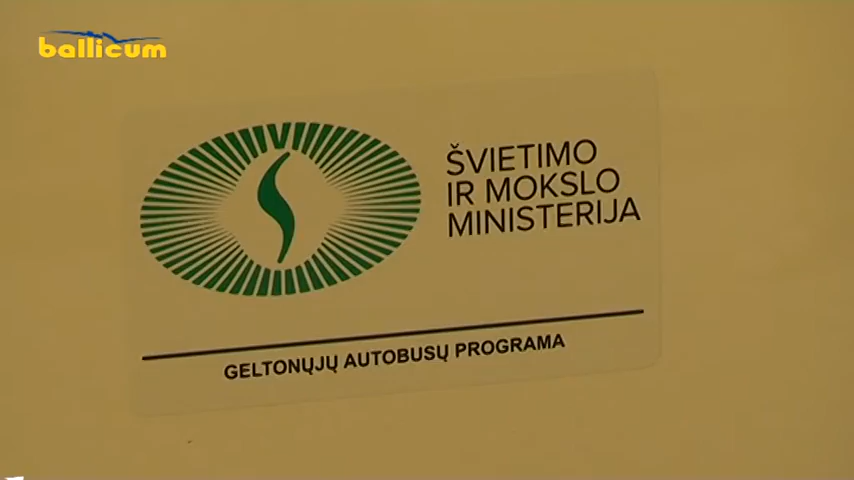 ballicum
ŠVIETIMO
IR MOKSLO
MINISTERIJA
GELTONŲJŲ AUTOBUSŲ PROGRAMA